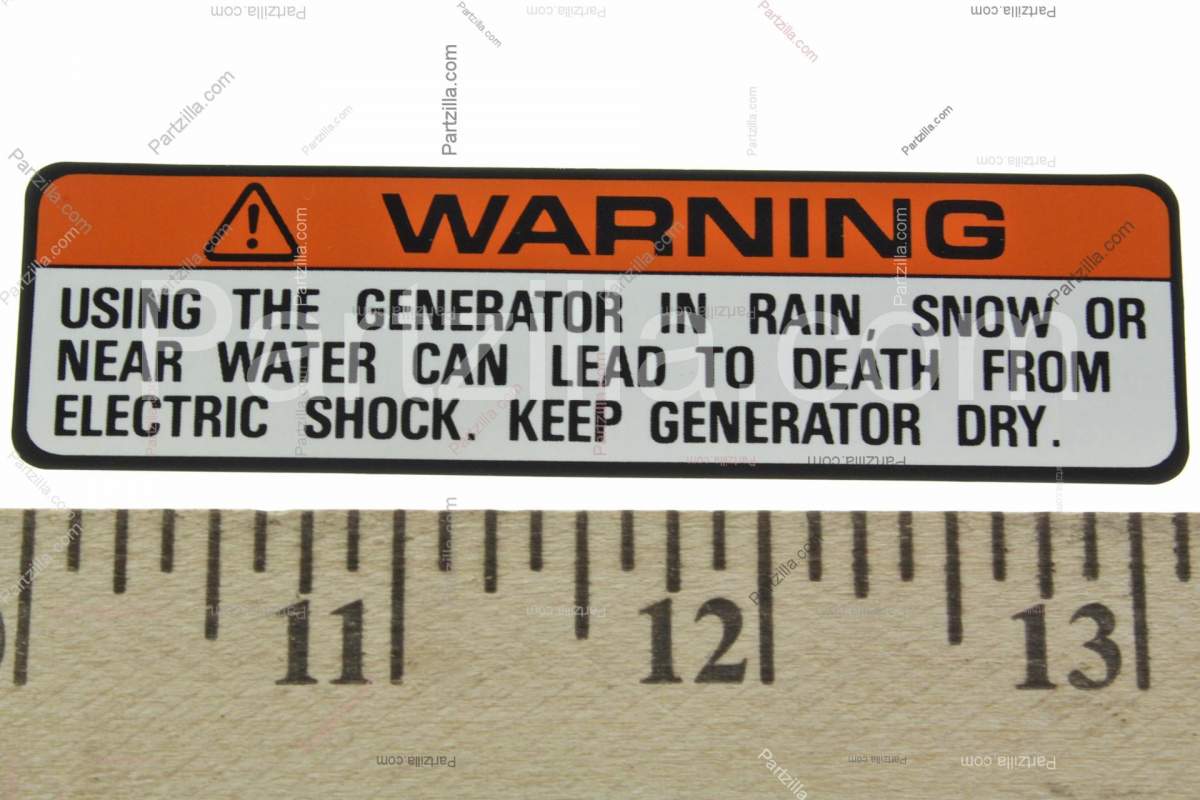 WARNING
USING THE GENERATOR IN RAIN, SNOW OR
NEAR WATER CAN LEAD TO DEATH FROM
ELECTRIC SHOCK. KEEP GENERATOR DRY.
Partzilla.com
11 12 13